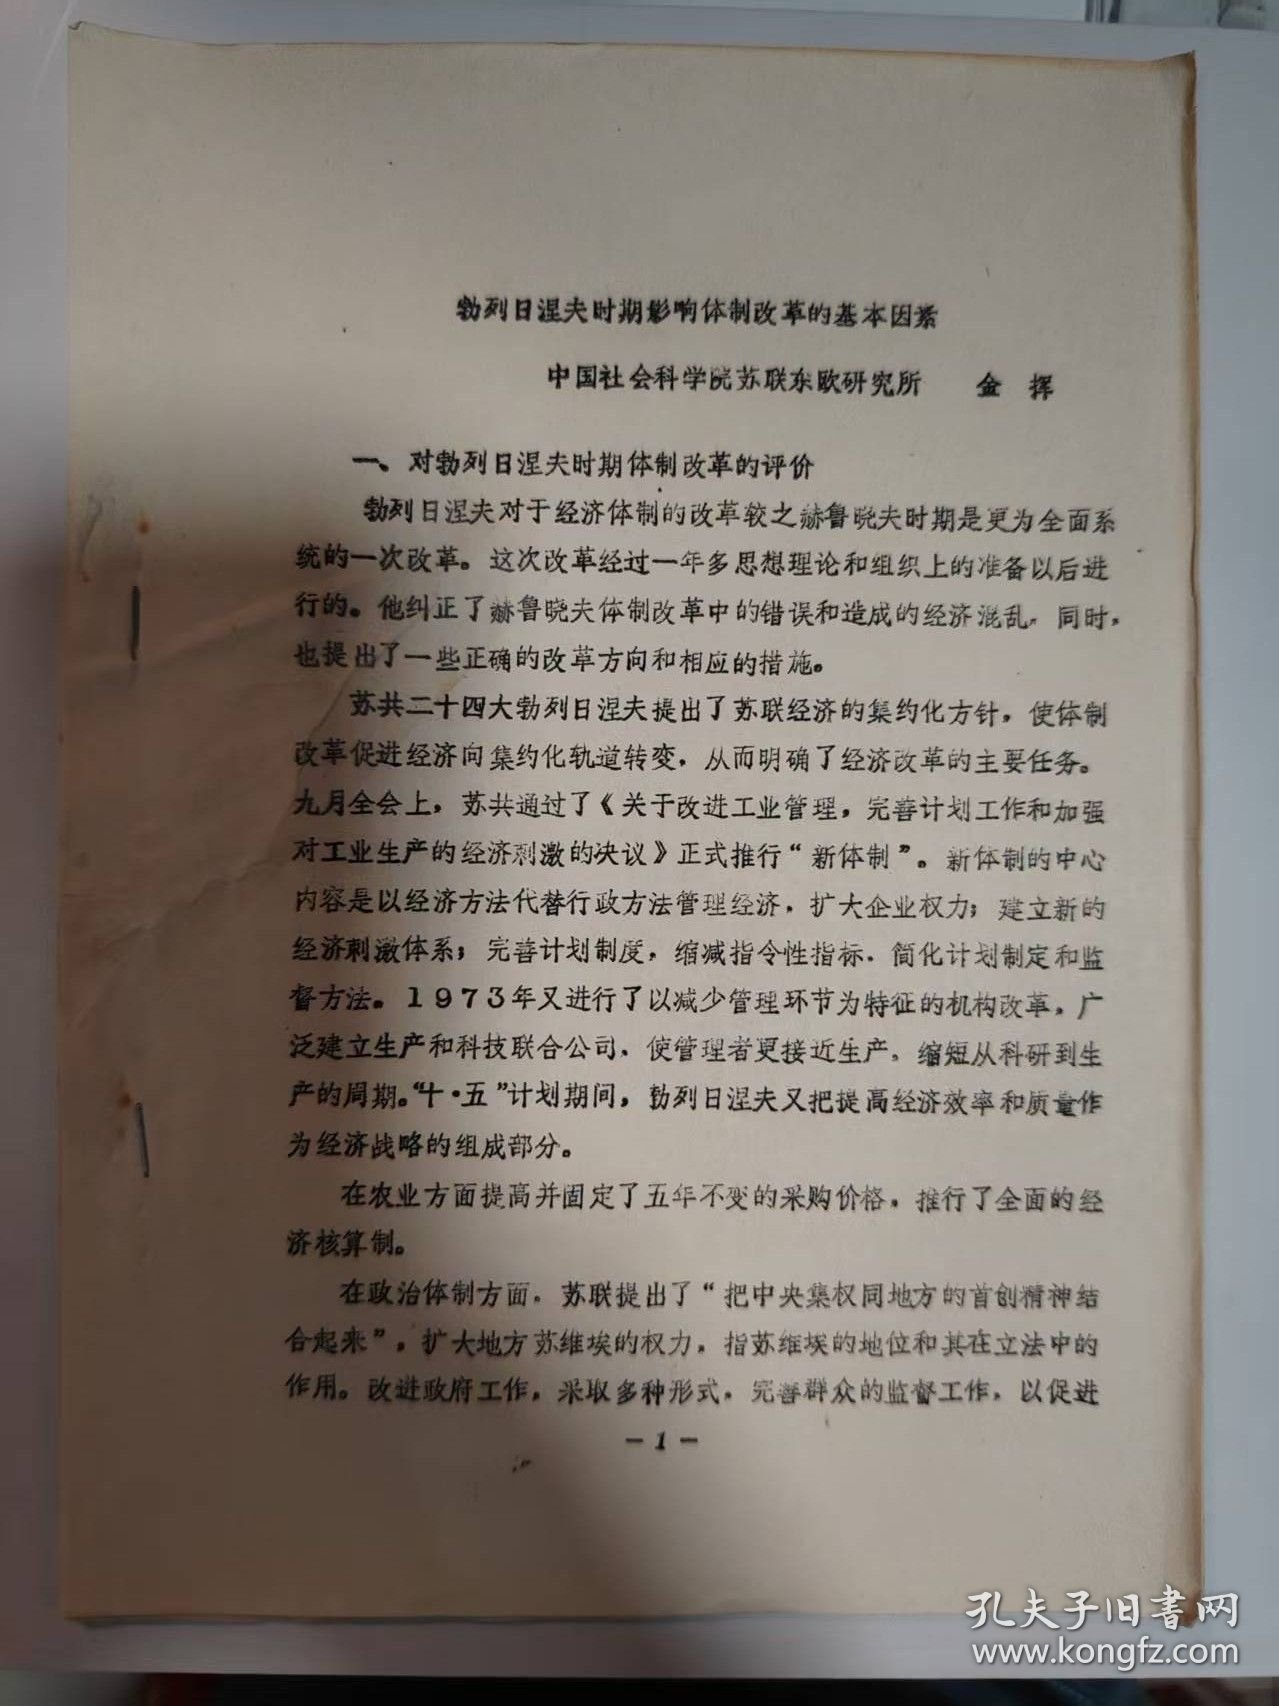 勃列日涅夫时期影响体制改革的基本因素
中国社会科学院苏联东欧研究所 金 挥
一、对勃列日涅夫时期体制改革的评价
勃列日涅夫对于经济体制的改革较之赫鲁晓夫时期是更为全面系
统的一次改革。这次改革经过一年多思想理论和组织上的准备以后进
行的。他纠正了赫鲁晓夫体制改革中的错误和造成的经济混乱，同时，
也提出了一些正确的改革方向和相应的措施。
苏共二十四大勃列日涅夫提出了苏联经济的集约化方针，使体制
改革促进经济向集约化轨道转变，从而明确了经济改革的主要任务。
九月全会上，苏共通过了《关于改进工业管理，完善计划工作和加强
对工业生产的经济刺激的决议》正式推行“新体制”。新体制的中心
内容是以经济方法代替行政方法管理经济，扩大企业权力；建立新的
经济刺激体系；完善计划制度，缩减指令性指标，简化计划制定和监
督方法。1973年又进行了以减少管理环节为特征的机构改革，广
泛建立生产和科技联合公司，使管理者更接近生产，缩短从科研到生
产的周期。“十·五”计划期间，勃列日涅夫又把提高经济效率和质量作
为经济战略的组成部分。
在农业方面提高并固定了五年不变的采购价格，推行了全面的经
济核算制。
在政治体制方面，苏联提出了“把中央集权同地方的首创精神结
合起来”，扩大地方苏维埃的权力，指苏维埃的地位和其在立法中的
作用。改进政府工作，采取多种形式，完善群众的监督工作，以促进
－1－
孔夫子旧书网
www.kongfz.com